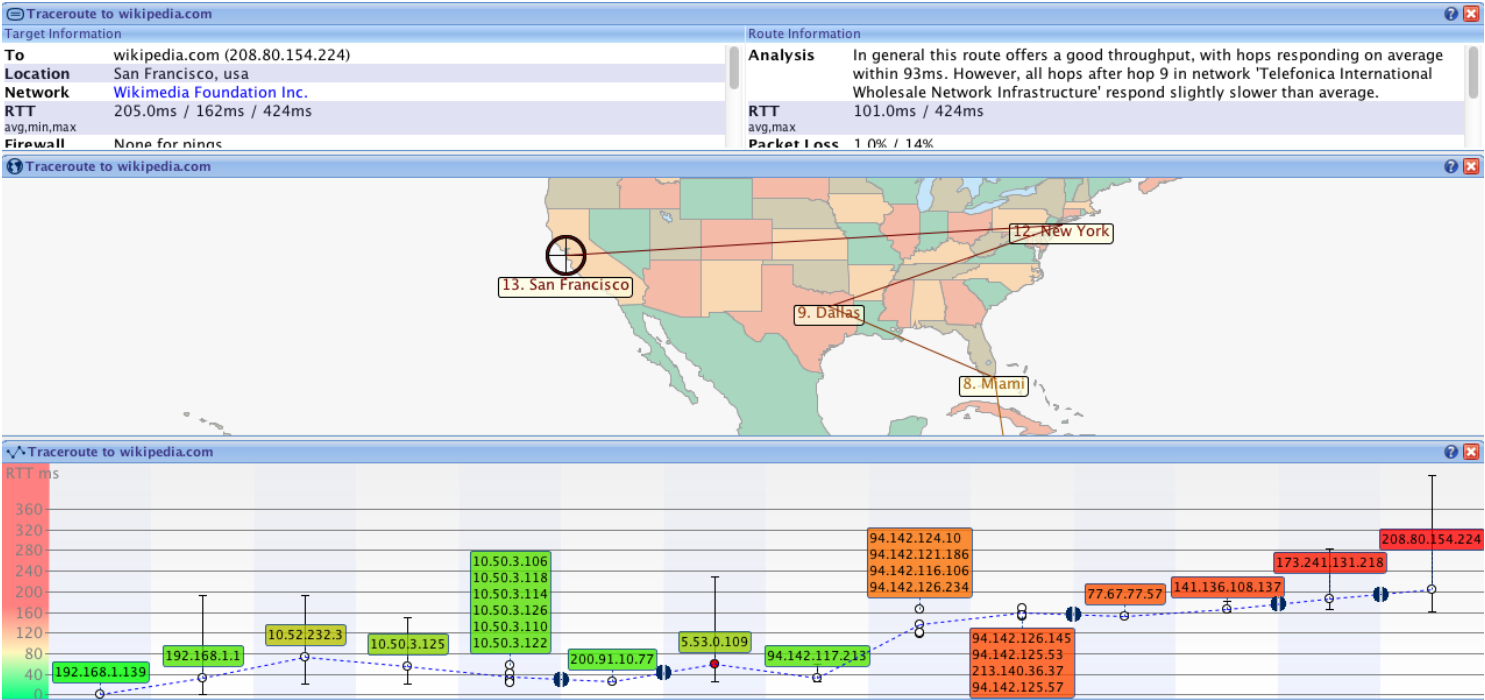 Traceroute to wikipedia.com
Target Information
To wikipedia.com (208.80.154.224)
Location San Francisco, usa
Network Wikimedia Foundation Inc.
RTT 205.0ms / 162ms / 424ms
avg,min,max
Firewall None for pings
Route Information
Analysis In general this route offers a good throughput, with hops responding on average
within 93ms. However, all hops after hop 9 in network 'Telefonica International
Wholesale Network Infrastructure' respond slightly slower than average.
RTT 101.0ms / 424ms
avg,max
Packet Loss 1.0% / 14%
Traceroute to wikipedia.com
12. New York
13. San Francisco
9. Dallas
8. Miami
Traceroute to wikipedia.com
RTT ms
360
320
280
240
200
160
120
80
40
0
192.168.1.139
192.168.1.1
10.52.232.3
10.50.3.125
10.50.3.106
10.50.3.118
10.50.3.114
10.50.3.126
10.50.3.110
10.50.3.122
200.91.10.77
5.53.0.109
94.142.117.213
94.142.124.10
94.142.121.186
94.142.116.106
94.142.126.234
94.142.126.145
94.142.125.53
213.140.36.37
94.142.125.57
77.67.77.57
141.136.108.137
173.241.131.218
208.80.154.224